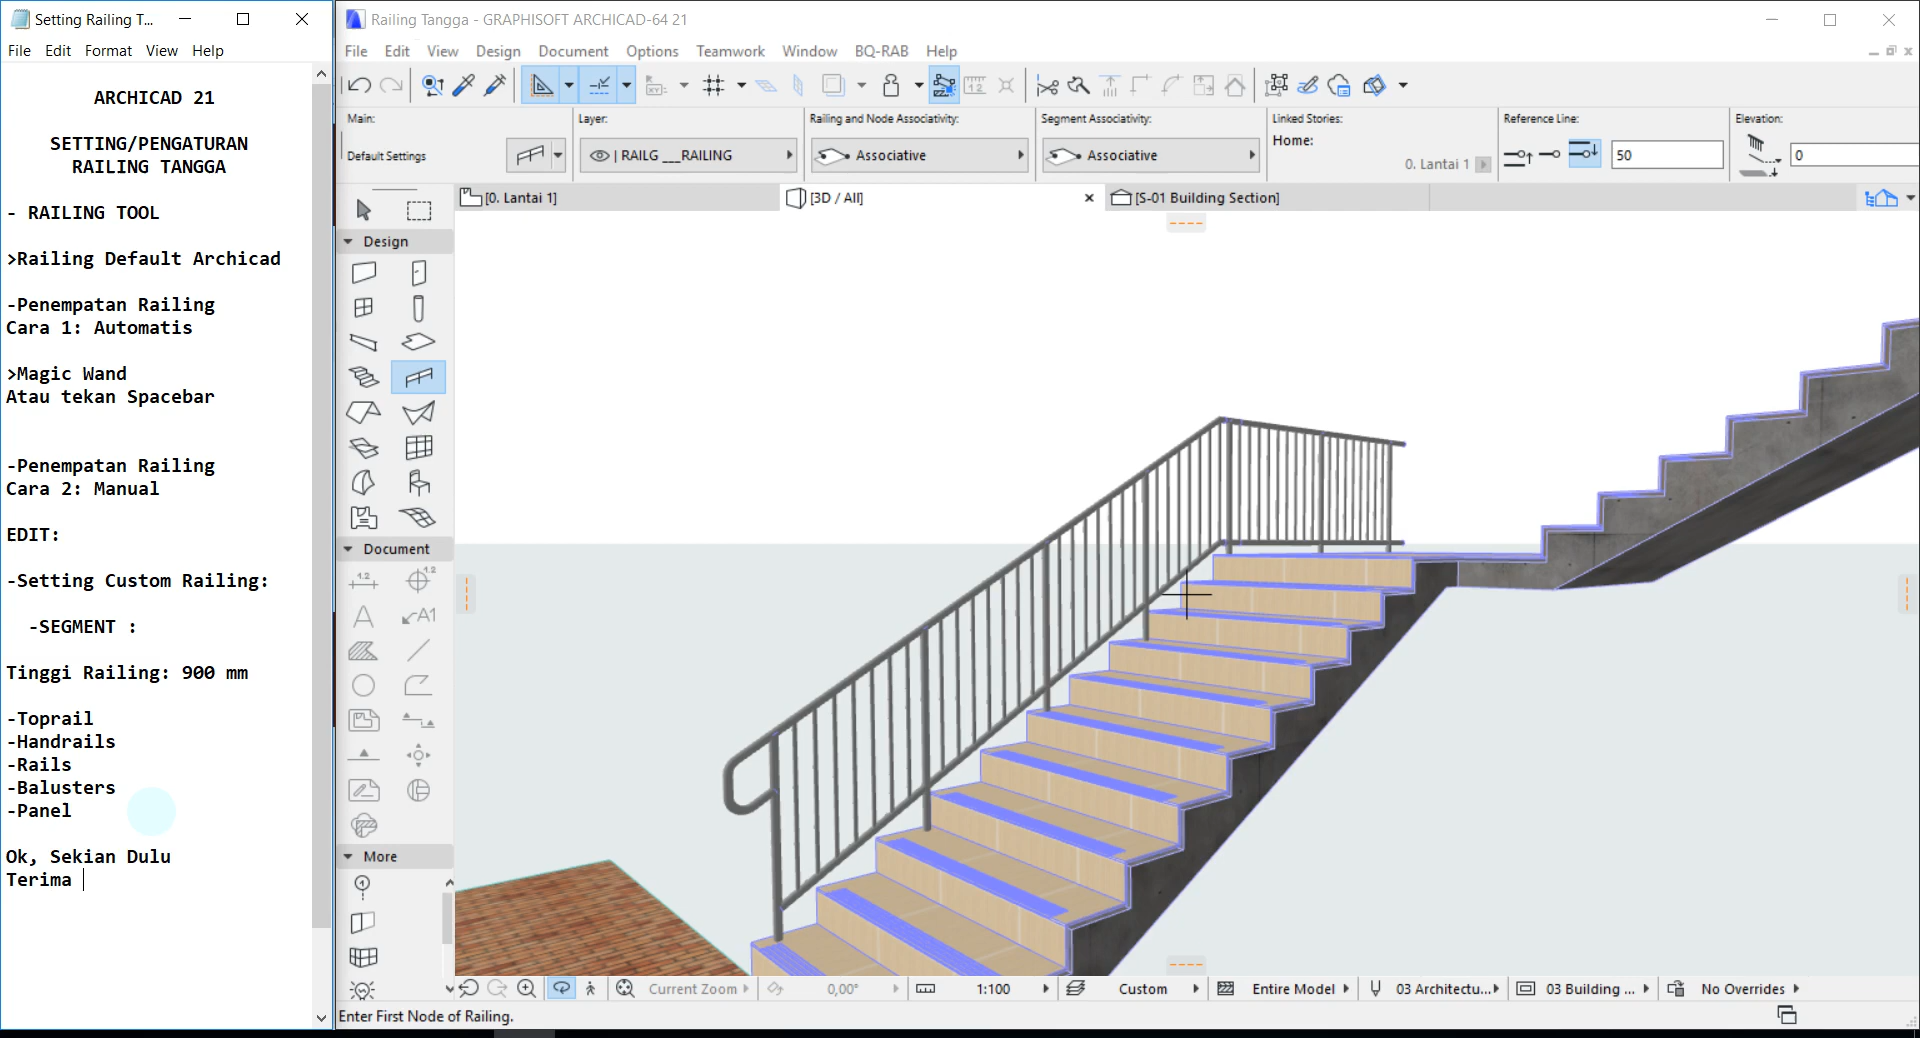 Setting Railing T...
File Edit Format View Help
ARCHICAD 21
SETTING/PENGATURAN
RAILING TANGGA
- RAILING TOOL
>Railing Default Archicad
-Penempatan Railing
Cara 1: Automatis
>Magic Wand
Atau tekan Spacebar
-Penempatan Railing
Cara 2: Manual
EDIT:
-Setting Custom Railing:
-SEGMENT :
Tinggi Railing: 900 mm
-Toprail
-Handrails
-Rails
-Balusters
-Panel
Ok, Sekian Dulu
Terima
Railing Tangga - GRAPHISOFT ARCHICAD-64 21
File Edit View Design Document Options Teamwork Window BQ-RAB Help
Main:
Default Settings
Layer:
| RAILG ___RAILING
Railing and Node Associativity:
Associative
Segment Associativity:
Associative
Linked Stories:
Home:
0. Lantai 1
Reference Line:
50
Elevation:
0
[0. Lantai 1]
[3D / All]
[S-01 Building Section]
Design
Document
1.2
1.2
A
A1
More
Current Zoom
0,00°
1:100
Custom
Entire Model
03 Architectu...
03 Building ...
No Overrides
Enter First Node of Railing.